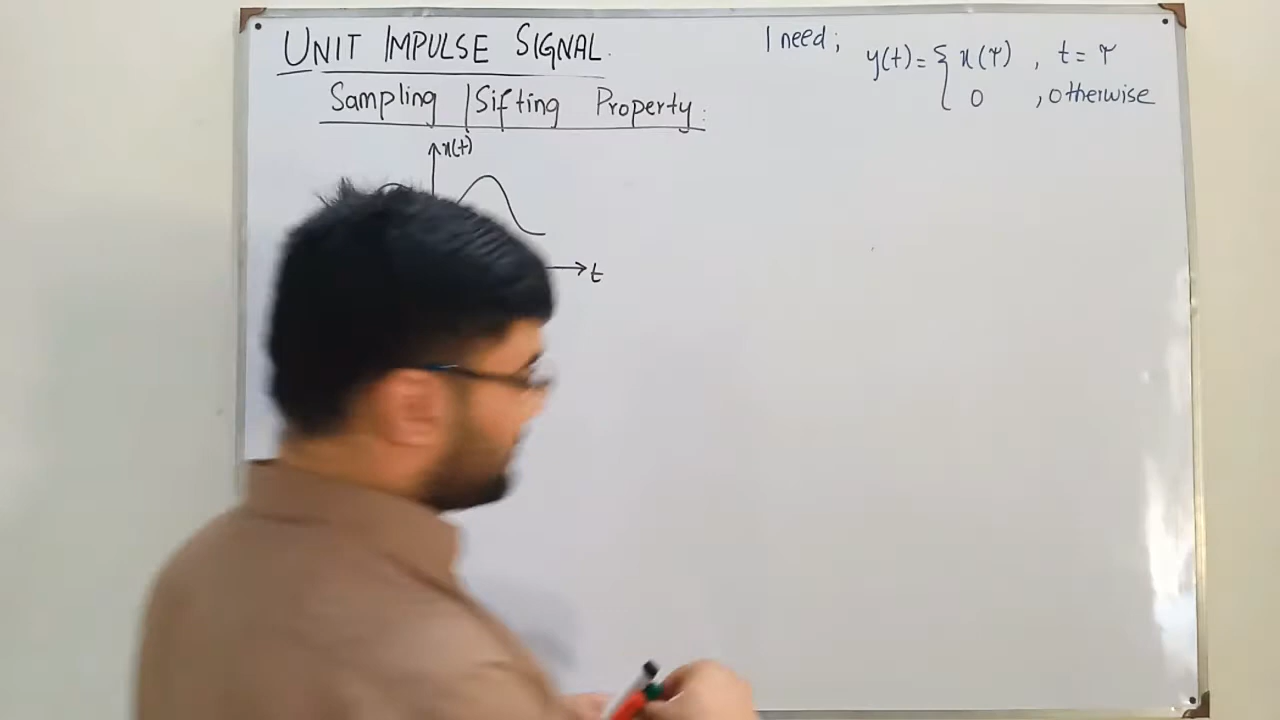 UNIT IMPULSE SIGNAL.
Sampling | Sifting Property:
x(t)
t
I need;
y(t) = { x(τ) , t = τ
0 , otherwise